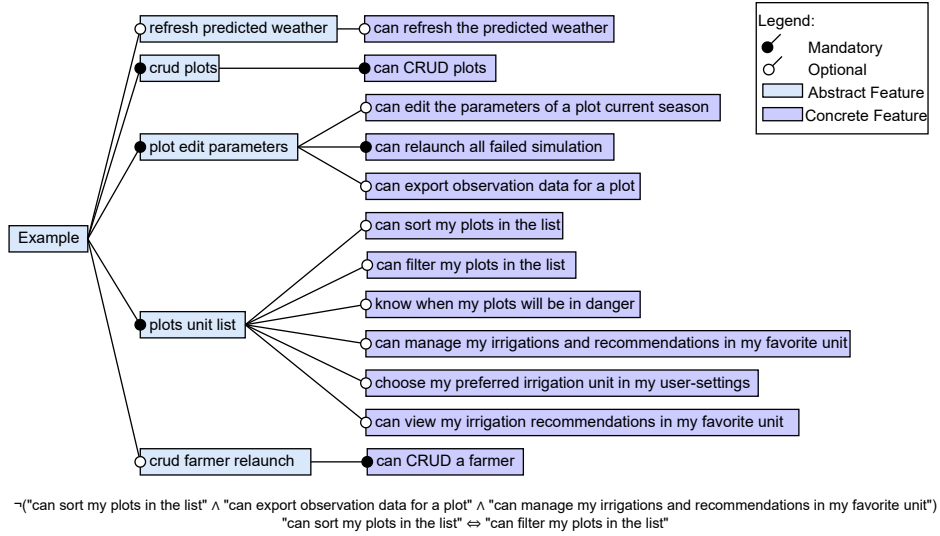 refresh predicted weather
can refresh the predicted weather
Legend:
Mandatory
Optional
Abstract Feature
Concrete Feature
crud plots
can CRUD plots
can edit the parameters of a plot current season
plot edit parameters
can relaunch all failed simulation
can export observation data for a plot
can sort my plots in the list
Example
can filter my plots in the list
know when my plots will be in danger
plots unit list
can manage my irrigations and recommendations in my favorite unit
choose my preferred irrigation unit in my user-settings
can view my irrigation recommendations in my favorite unit
crud farmer relaunch
can CRUD a farmer
¬("can sort my plots in the list" ∧ "can export observation data for a plot" ∧ "can manage my irrigations and recommendations in my favorite unit")
"can sort my plots in the list" ⇔ "can filter my plots in the list"